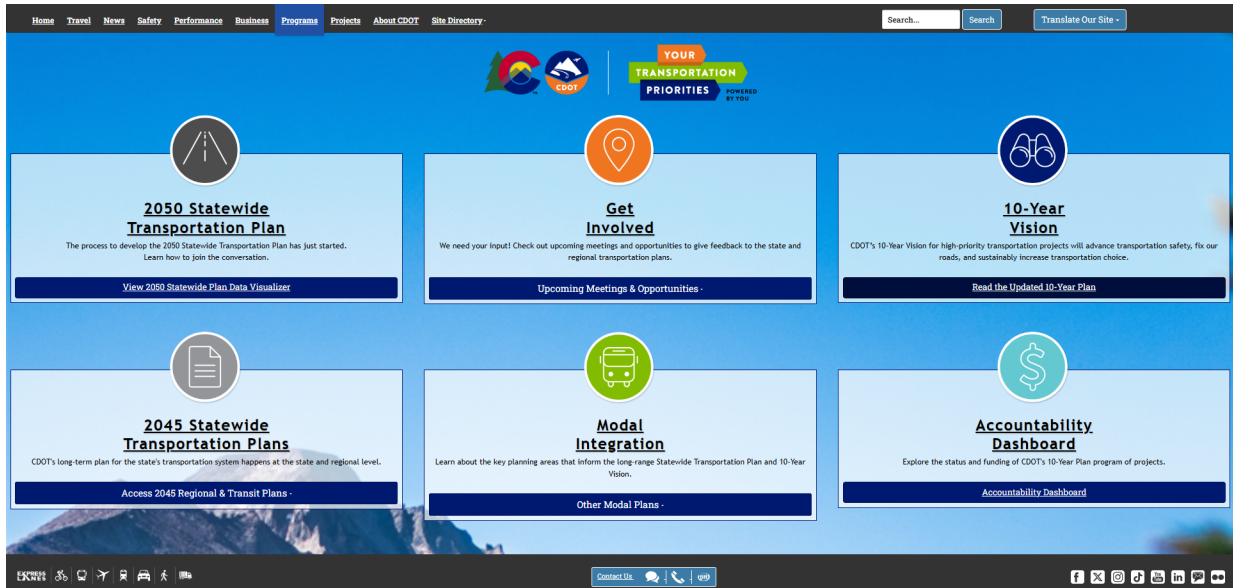 Home Travel News Safety Performance Business Programs Projects About CDOT Site Directory
Search... Search Translate Our Site
CDOT
YOUR
TRANSPORTATION
PRIORITIES
POWERED
BY YOU
2050 Statewide
Transportation Plan
The process to develop the 2050 Statewide Transportation Plan has just started.
Learn how to join the conversation.
View 2050 Statewide Plan Data Visualizer
Get
Involved
We need your input! Check out upcoming meetings and opportunities to give feedback to the state and
regional transportation plans.
Upcoming Meetings & Opportunities
10-Year
Vision
CDOT's 10-Year Vision for high-priority transportation projects will advance transportation safety, fix our
roads, and sustainably increase transportation choice.
Read the Updated 10-Year Plan
2045 Statewide
Transportation Plans
CDOT's long-term plan for the state's transportation system happens at the state and regional level.
Access 2045 Regional & Transit Plans
Modal
Integration
Learn about the key planning areas that inform the long-range Statewide Transportation Plan and 10-Year
Vision.
Other Modal Plans
Accountability
Dashboard
Explore the status and funding of CDOT's 10-Year Plan program of projects.
Accountability Dashboard
EXPRESS
LANES
Contact Us